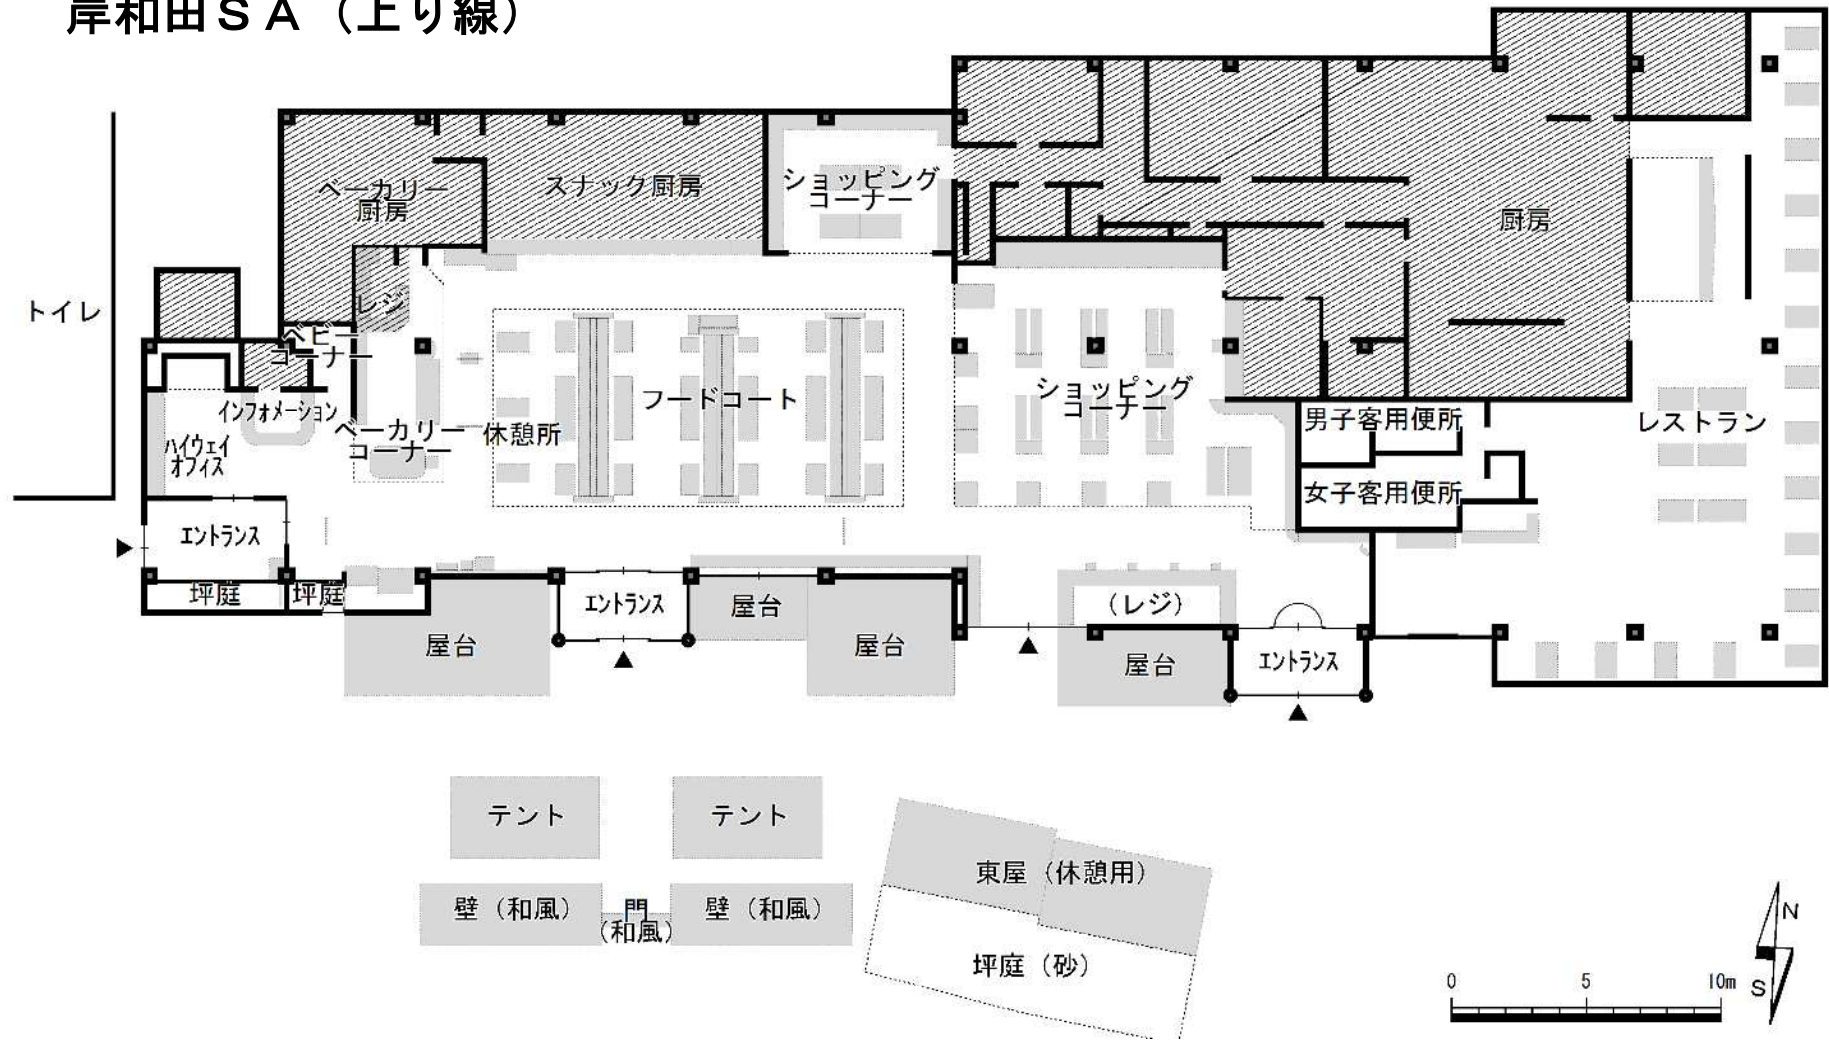 岸和田ＳＡ（上り線）
トイレ
ベーカリー
厨房
スナック厨房
ショッピング
コーナー
厨房
レジ
ベビー
コーナー
インフォメーション
ハイウェイ
オフィス
ベーカリー
コーナー
休憩所
フードコート
ショッピング
コーナー
男子客用便所
女子客用便所
レストラン
エントランス
坪庭
坪庭
屋台
エントランス
屋台
屋台
（レジ）
屋台
エントランス
テント
テント
壁（和風）
門
（和風）
壁（和風）
東屋（休憩用）
坪庭（砂）
0 5 10m
N
S